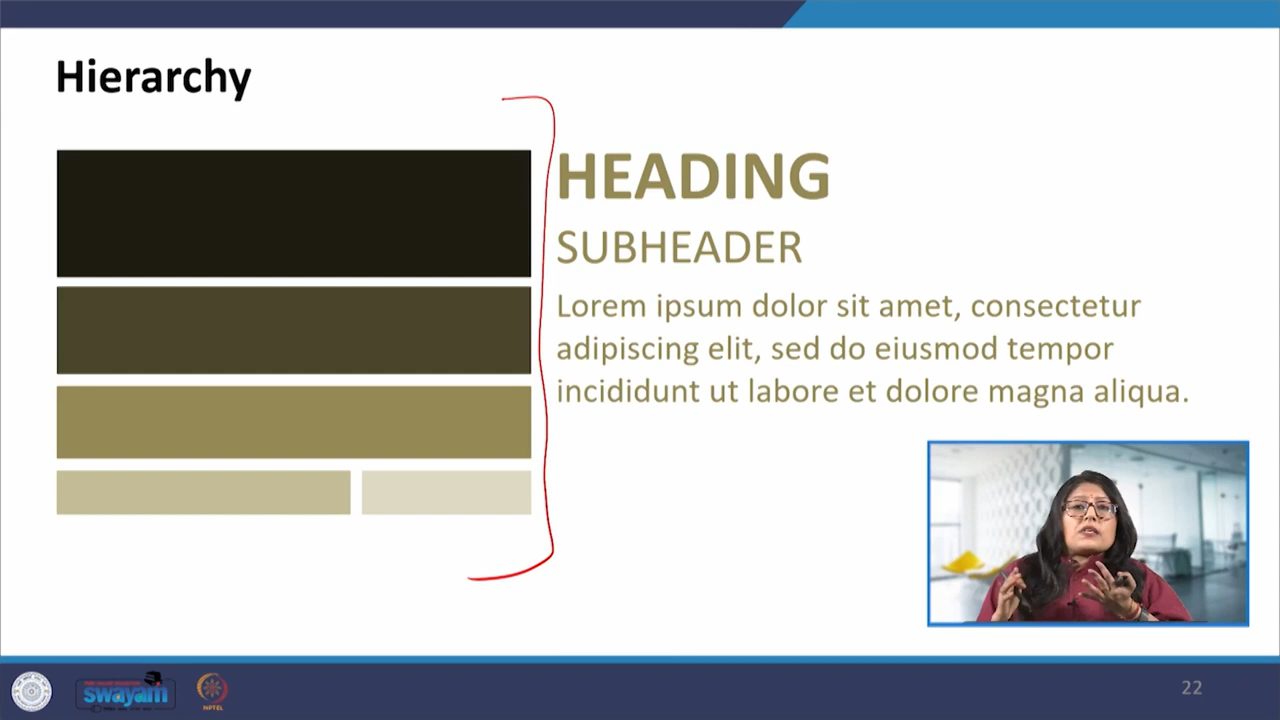 Hierarchy
HEADING
SUBHEADER
Lorem ipsum dolor sit amet, consectetur
adipiscing elit, sed do eiusmod tempor
incididunt ut labore et dolore magna aliqua.
swayam
NPTEL
22